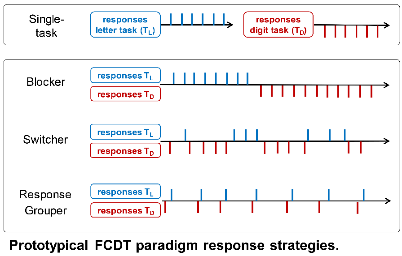 Single-task
responses letter task (TL)
responses digit task (TD)
Blocker
responses TL
responses TD
Switcher
responses TL
responses TD
Response Grouper
responses TL
responses TD
Prototypical FCDT paradigm response strategies.